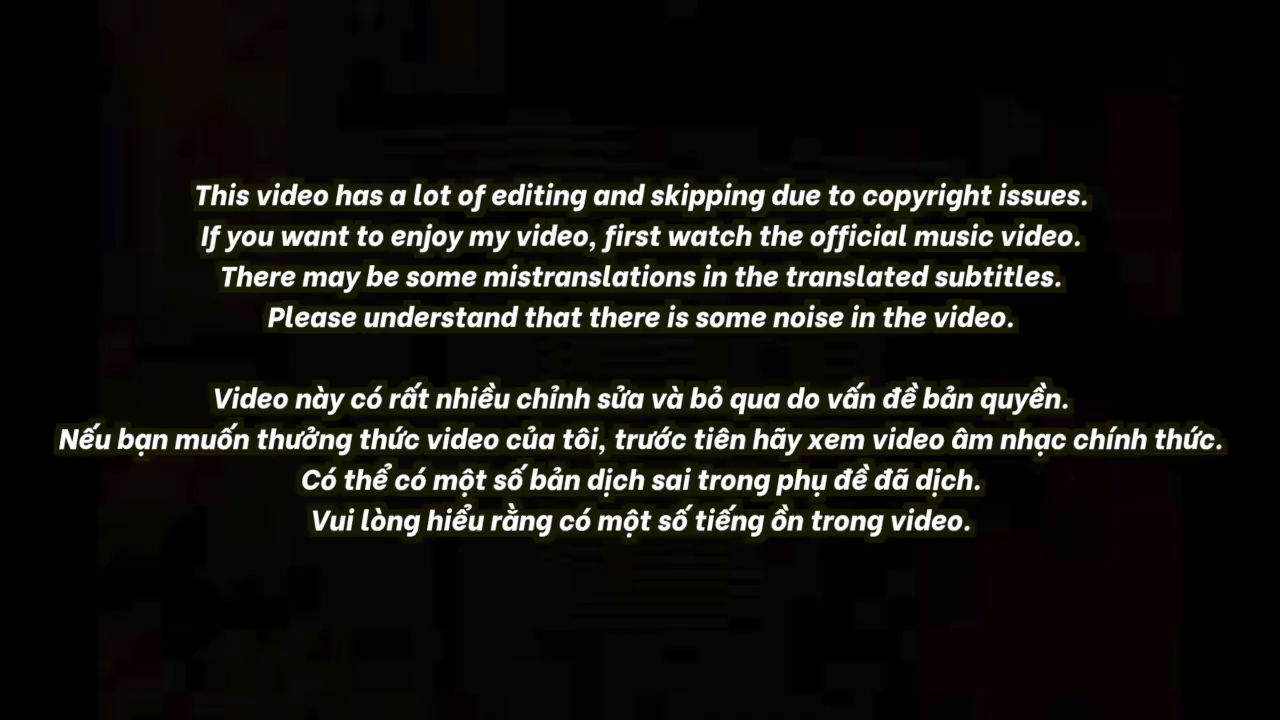 This video has a lot of editing and skipping due to copyright issues.
If you want to enjoy my video, first watch the official music video.
There may be some mistranslations in the translated subtitles.
Please understand that there is some noise in the video.
Video này có rất nhiều chỉnh sửa và bỏ qua do vấn đề bản quyền.
Nếu bạn muốn thưởng thức video của tôi, trước tiên hãy xem video âm nhạc chính thức.
Có thể có một số bản dịch sai trong phụ đề đã dịch.
Vui lòng hiểu rằng có một số tiếng ồn trong video.